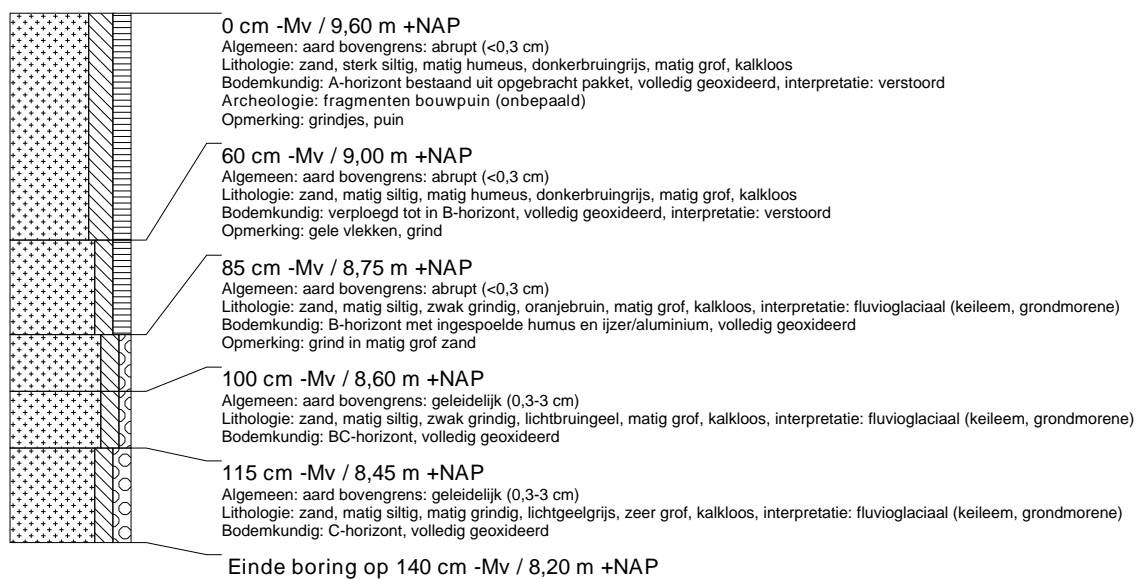 0 cm -Mv / 9,60 m +NAP
Algemeen: aard bovengrens: abrupt (<0,3 cm)
Lithologie: zand, sterk siltig, matig humeus, donkerbruingrijs, matig grof, kalkloos
Bodemkundig: A-horizont bestaand uit opgebracht pakket, volledig geoxideerd, interpretatie: verstoord
Archeologie: fragmenten bouwpuin (onbepaald)
Opmerking: grindjes, puin
60 cm -Mv / 9,00 m +NAP
Algemeen: aard bovengrens: abrupt (<0,3 cm)
Lithologie: zand, matig siltig, matig humeus, donkerbruingrijs, matig grof, kalkloos
Bodemkundig: verploegd tot in B-horizont, volledig geoxideerd, interpretatie: verstoord
Opmerking: gele vlekken, grind
85 cm -Mv / 8,75 m +NAP
Algemeen: aard bovengrens: abrupt (<0,3 cm)
Lithologie: zand, matig siltig, zwak grindig, oranjebruin, matig grof, kalkloos, interpretatie: fluvioglaciaal (keileem, grondmorene)
Bodemkundig: B-horizont met ingespoelde humus en ijzer/aluminium, volledig geoxideerd
Opmerking: grind in matig grof zand
100 cm -Mv / 8,60 m +NAP
Algemeen: aard bovengrens: geleidelijk (0,3-3 cm)
Lithologie: zand, matig siltig, zwak grindig, lichtbruingeel, matig grof, kalkloos, interpretatie: fluvioglaciaal (keileem, grondmorene)
Bodemkundig: BC-horizont, volledig geoxideerd
115 cm -Mv / 8,45 m +NAP
Algemeen: aard bovengrens: geleidelijk (0,3-3 cm)
Lithologie: zand, matig siltig, matig grindig, lichtgeelgrijs, zeer grof, kalkloos, interpretatie: fluvioglaciaal (keileem, grondmorene)
Bodemkundig: C-horizont, volledig geoxideerd
Einde boring op 140 cm -Mv / 8,20 m +NAP